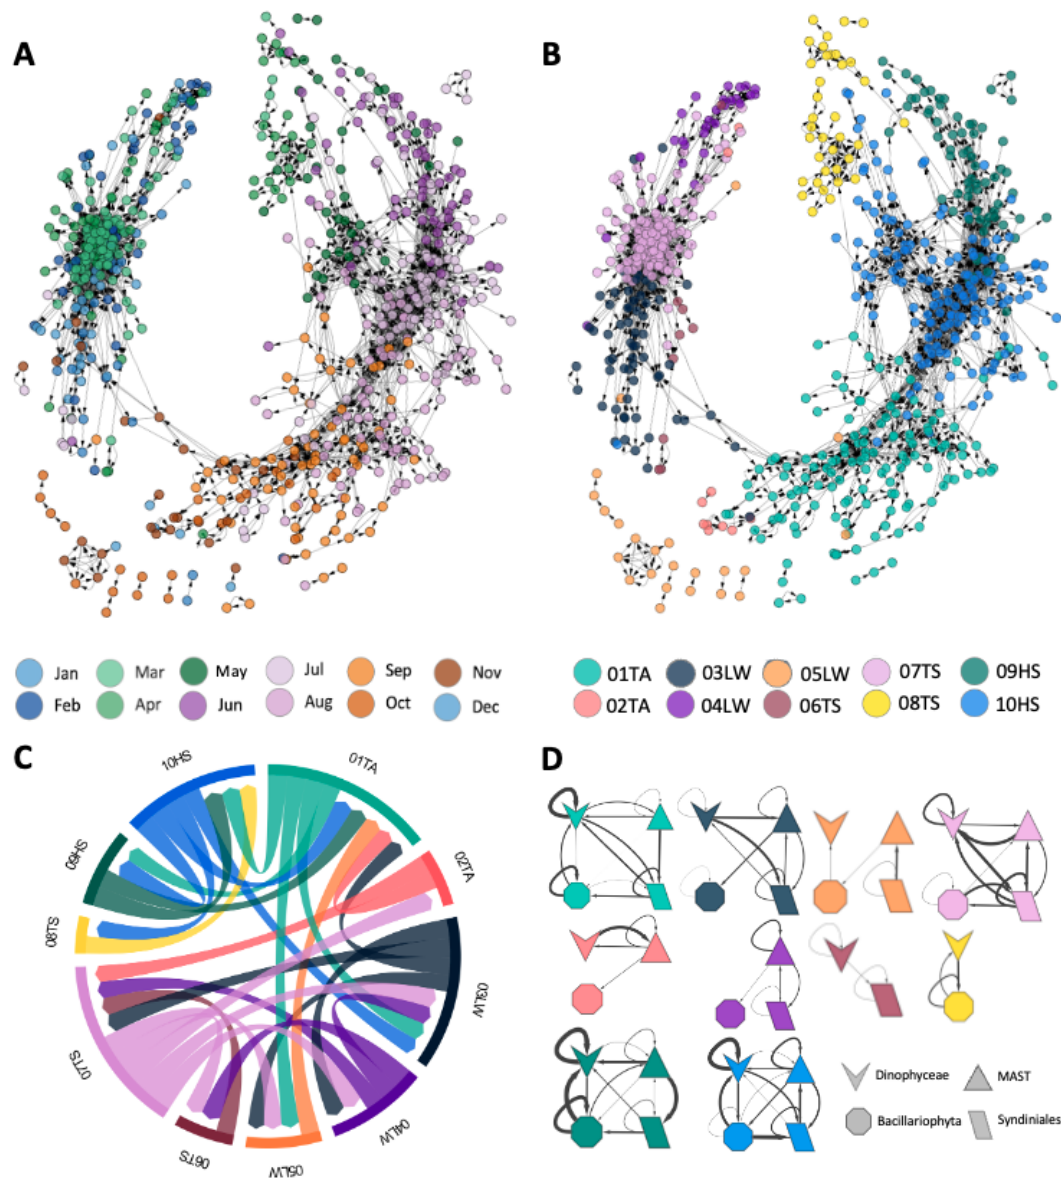 A
B
Jan
Mar
May
Jul
Sep
Nov
Feb
Apr
Jun
Aug
Oct
Dec
01TA
03LW
05LW
07TS
09HS
02TA
04LW
06TS
08TS
10HS
C
10HS
01TA
02TA
03LW
04LW
05LW
06TS
07TS
08TS
09HS
D
Dinophyceae
MAST
Bacillariophyta
Syndiniales